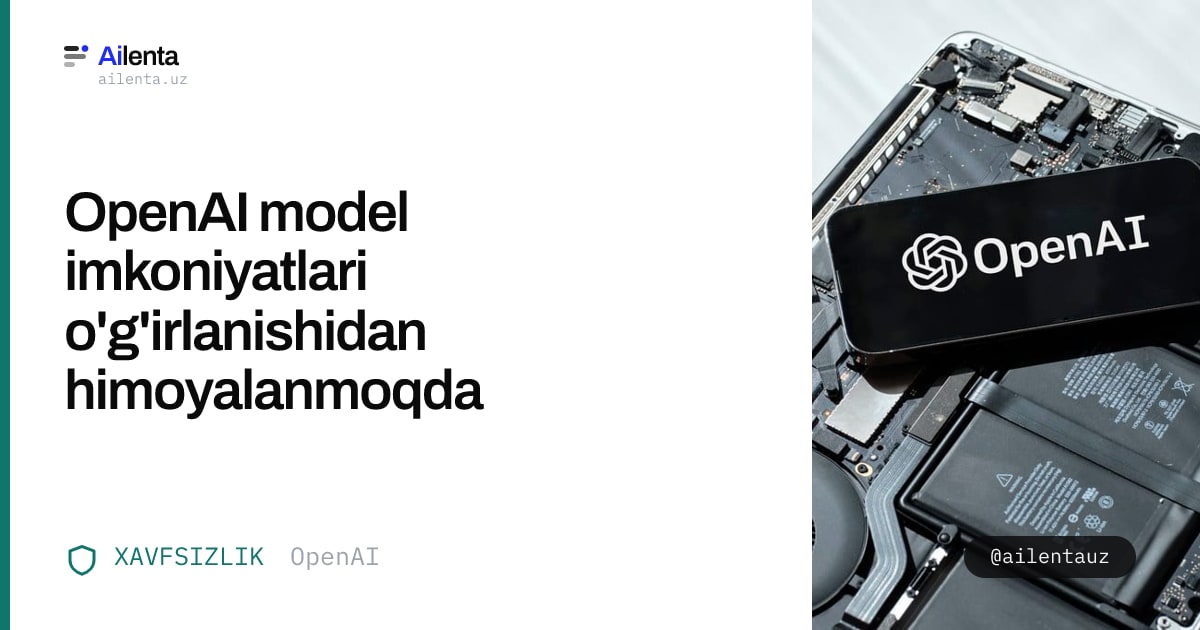 Ailenta
ailenta.uz
OpenAI model
imkoniyatlari
o'g'irlanishidan
himoyalanmoqda
XAVFSIZLIK OpenAI
OpenAI
@ailentauz